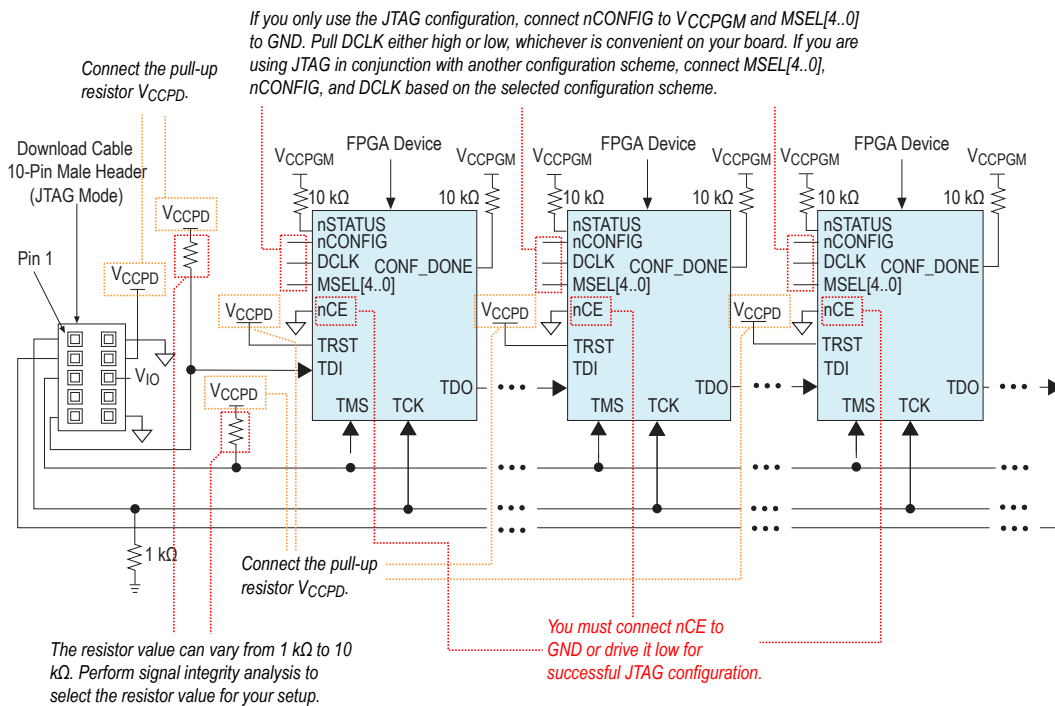 If you only use the JTAG configuration, connect nCONFIG to VCCPGM and MSEL[4..0]
to GND. Pull DCLK either high or low, whichever is convenient on your board. If you are
using JTAG in conjunction with another configuration scheme, connect MSEL[4..0],
nCONFIG, and DCLK based on the selected configuration scheme.
Connect the pull-up
resistor VCCPD.
Download Cable
10-Pin Male Header
(JTAG Mode)
Pin 1
VCCPD
VCCPD
VIO
VCCPD
1 kΩ
VCCPGM
FPGA Device
VCCPGM
10 kΩ
10 kΩ
nSTATUS
nCONFIG
DCLK
CONF_DONE
MSEL[4..0]
nCE
VCCPD
TRST
TDI
TDO
TMS
TCK
VCCPGM
FPGA Device
VCCPGM
10 kΩ
10 kΩ
nSTATUS
nCONFIG
DCLK
CONF_DONE
MSEL[4..0]
nCE
VCCPD
TRST
TDI
TDO
TMS
TCK
VCCPGM
FPGA Device
VCCPGM
10 kΩ
10 kΩ
nSTATUS
nCONFIG
DCLK
CONF_DONE
MSEL[4..0]
nCE
VCCPD
TRST
TDI
TDO
TMS
TCK
Connect the pull-up
resistor VCCPD.
The resistor value can vary from 1 kΩ to 10
kΩ. Perform signal integrity analysis to
select the resistor value for your setup.
You must connect nCE to
GND or drive it low for
successful JTAG configuration.